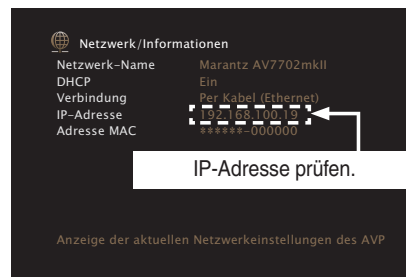 Netzwerk/Informationen
Netzwerk-Name Marantz AV7702mkII
DHCP Ein
Verbindung Per Kabel (Ethernet)
IP-Adresse 192.168.100.19
Adresse MAC ******-000000
IP-Adresse prüfen.
Anzeige der aktuellen Netzwerkeinstellungen des AVP